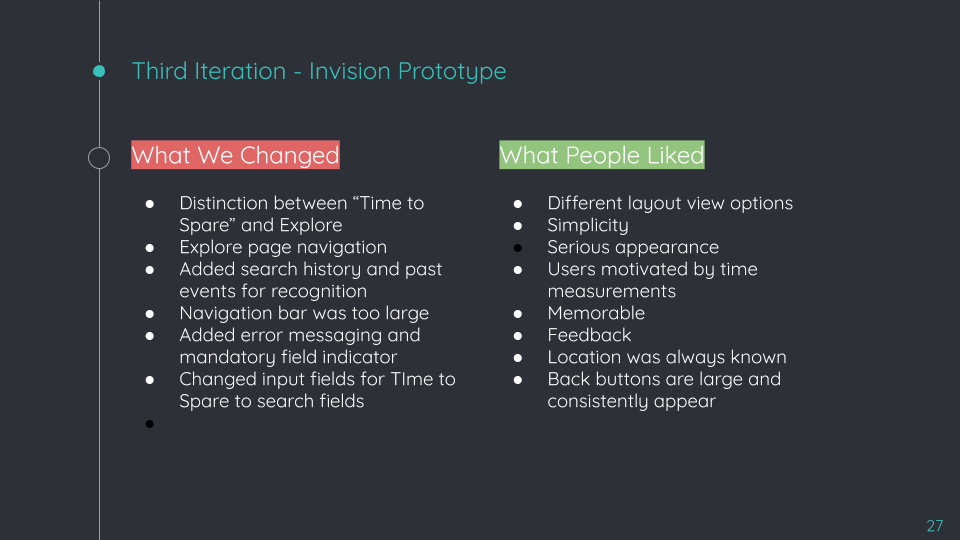 Third Iteration - Invision Prototype
What We Changed
● Distinction between “Time to
Spare” and Explore
● Explore page navigation
● Added search history and past
events for recognition
● Navigation bar was too large
● Added error messaging and
mandatory field indicator
● Changed input fields for TIme to
Spare to search fields
●
What People Liked
● Different layout view options
● Simplicity
● Serious appearance
● Users motivated by time
measurements
● Memorable
● Feedback
● Location was always known
● Back buttons are large and
consistently appear
27